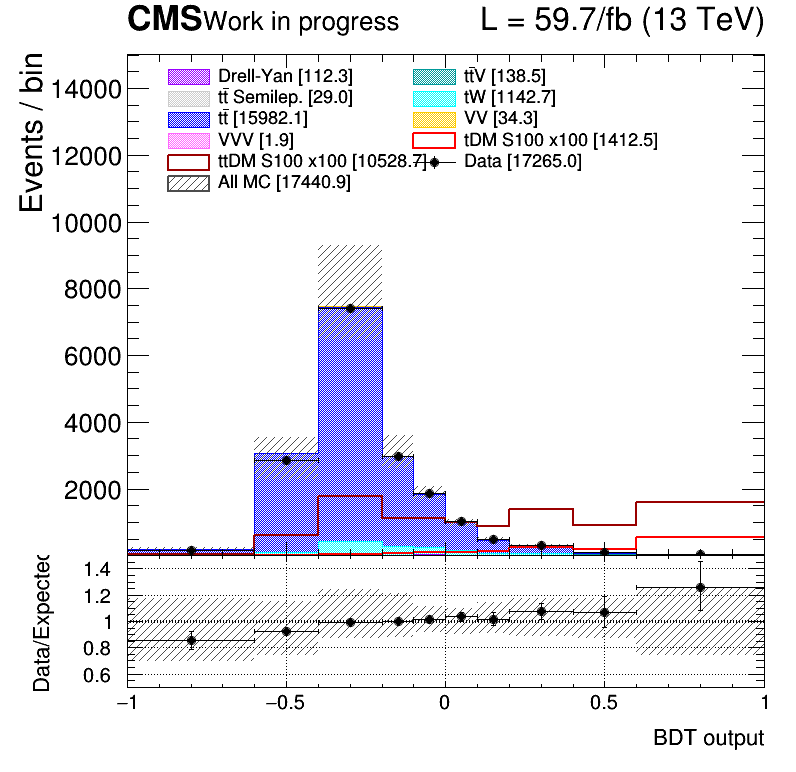 CMS Work in progress L = 59.7/fb (13 TeV)
Events / bin
14000
12000
10000
8000
6000
4000
2000
Drell-Yan [112.3] tt̄V [138.5]
tt̄ Semilep. [29.0] tW [1142.7]
tt̄ [15982.1] VV [34.3]
VVV [1.9] tDM S100 x100 [1412.5]
ttDM S100 x100 [10528.7] Data [17265.0]
All MC [17440.9]
Data/Expected
1.4
1.2
1
0.8
0.6
−1 −0.5 0 0.5 1
BDT output